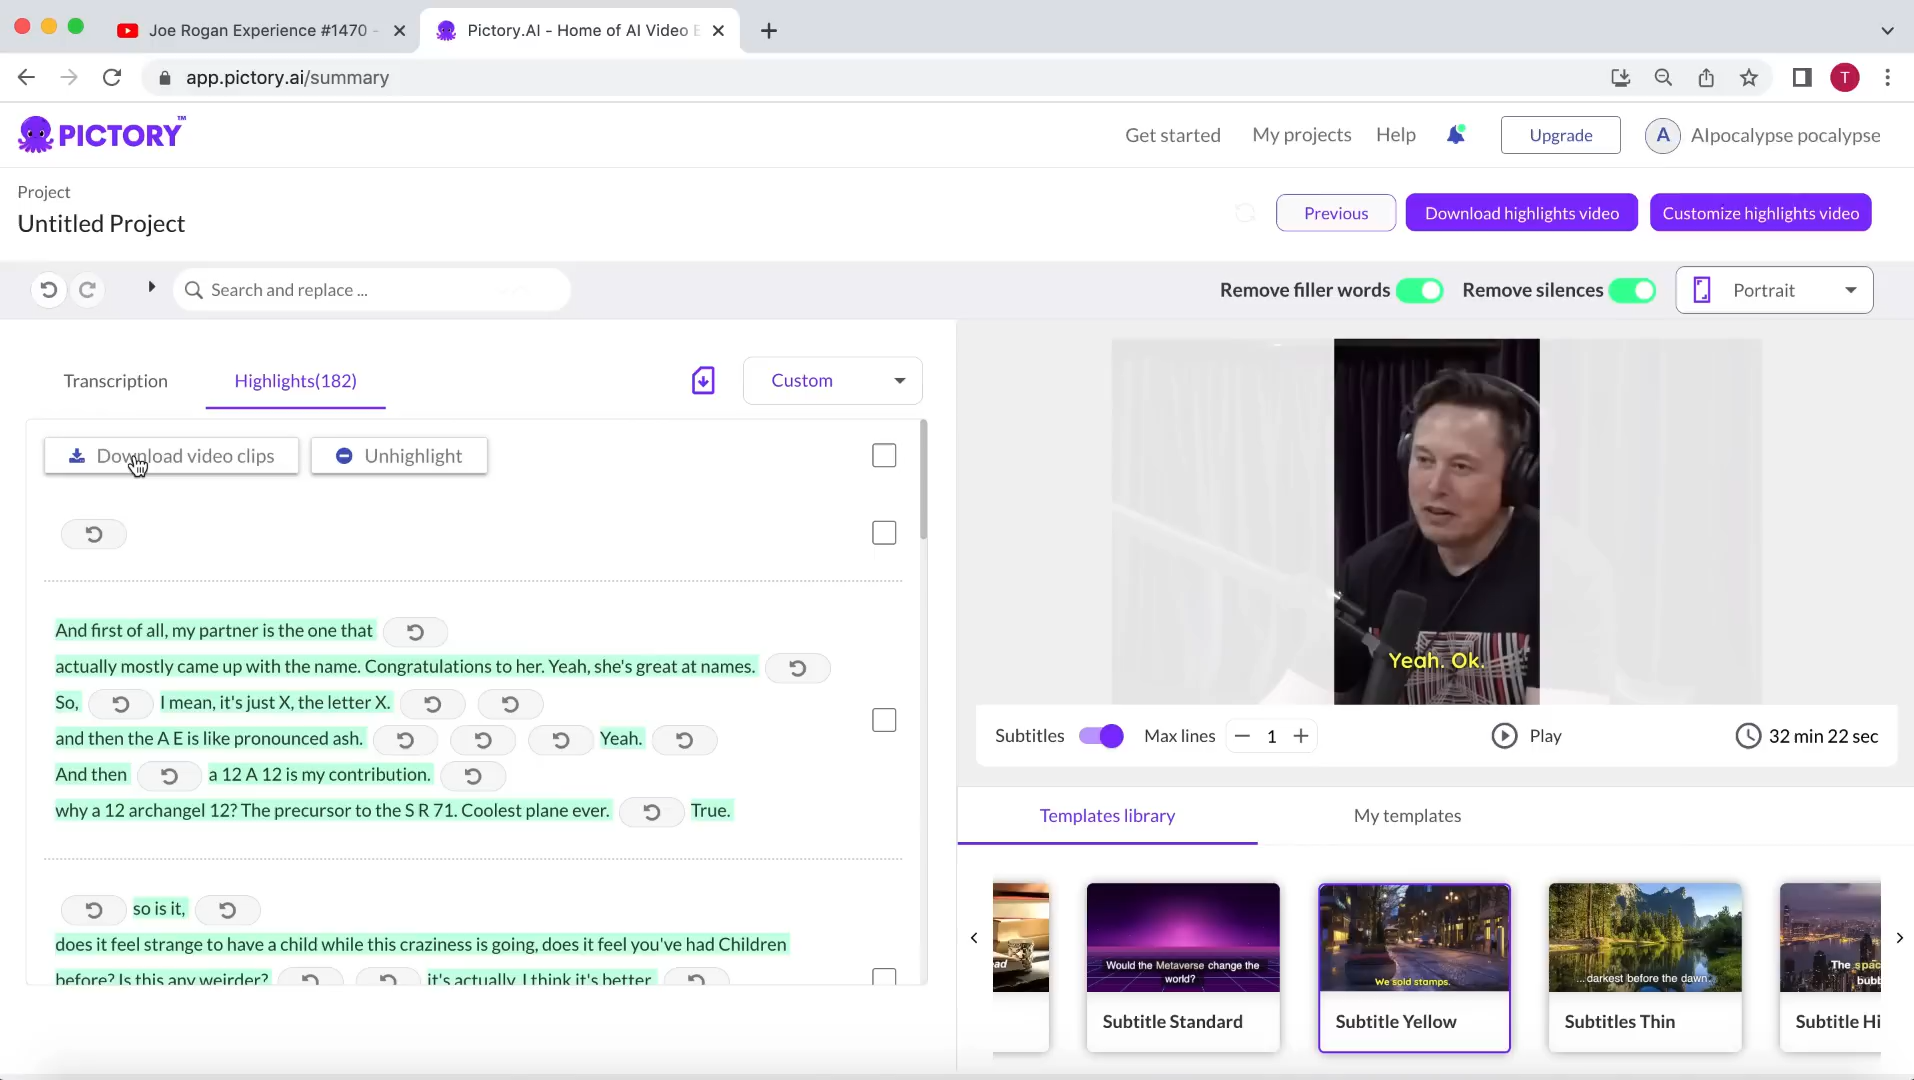 Joe Rogan Experience #1470 -
Pictory.AI - Home of AI Video E
app.pictory.ai/summary
T
PICTORY™
Get started
My projects
Help
Upgrade
A
AIpocalypse pocalypse
Project
Untitled Project
Previous
Download highlights video
Customize highlights video
Search and replace ...
Remove filler words
Remove silences
Portrait
Transcription
Highlights(182)
Custom
Download video clips
Unhighlight
And first of all, my partner is the one that
actually mostly came up with the name. Congratulations to her. Yeah, she's great at names.
So, I mean, it's just X, the letter X.
and then the A E is like pronounced ash. Yeah.
And then a 12 A 12 is my contribution.
why a 12 archangel 12? The precursor to the S R 71. Coolest plane ever. True.
so is it,
does it feel strange to have a child while this craziness is going, does it feel you've had Children
before? Is this any weirder? it's actually, I think it's better
Yeah. Ok.
Subtitles
Max lines
1
Play
32 min 22 sec
Templates library
My templates
Would the Metaverse change the
world?
We sold stamps.
... darkest before the dawn.
The spac
bubb
Subtitle Standard
Subtitle Yellow
Subtitles Thin
Subtitle Hi